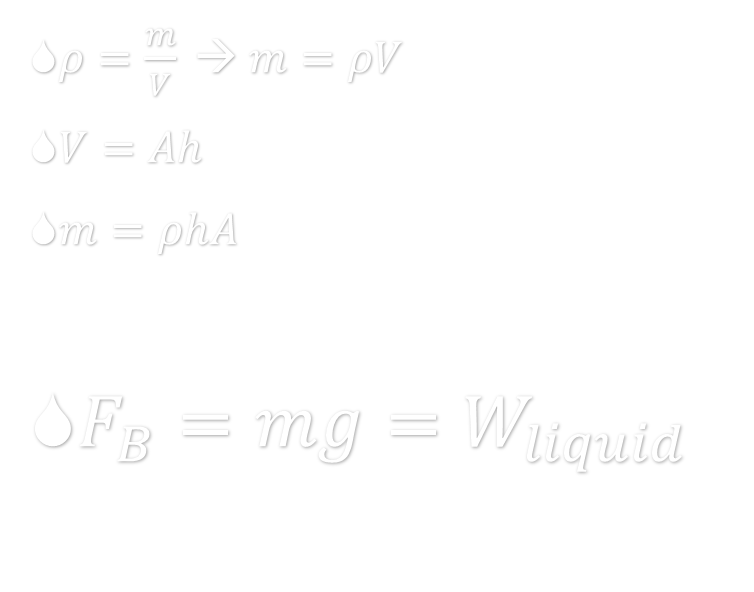 ρ = m/v → m = ρV
V = Ah
m = ρhA
F_B = mg = W_liquid